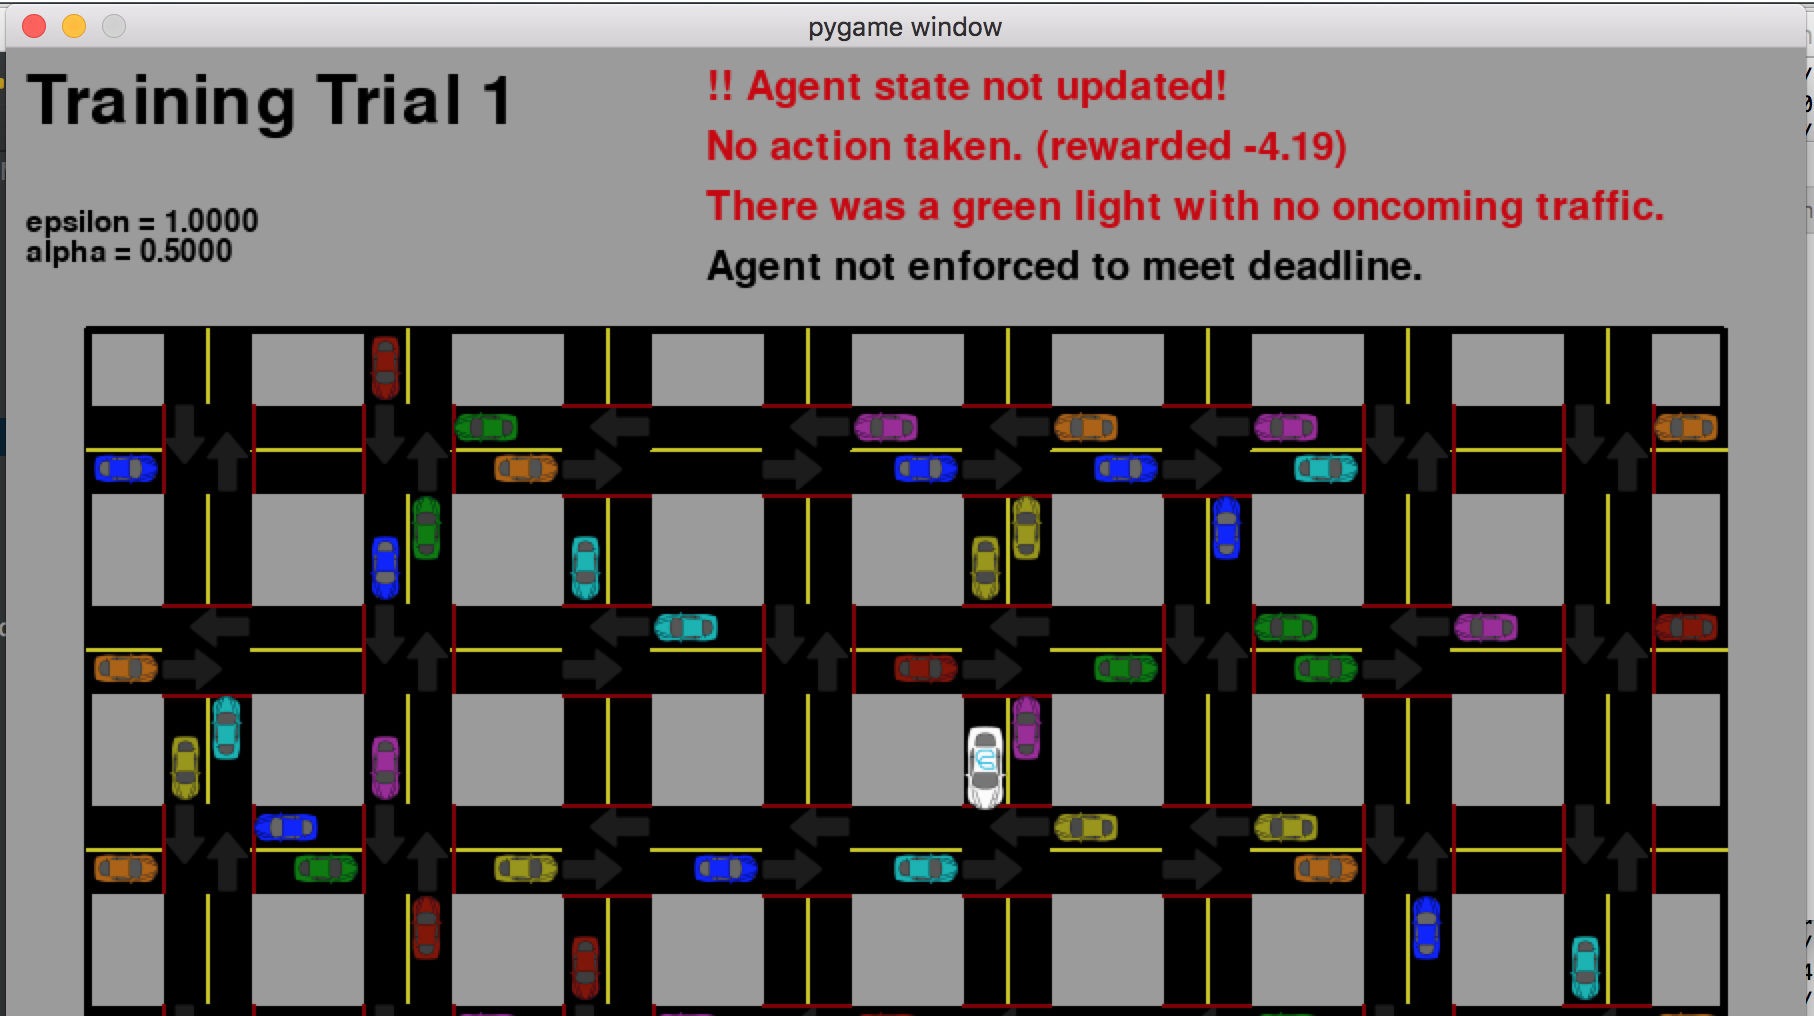 pygame window
Training Trial 1
!! Agent state not updated!
No action taken. (rewarded -4.19)
There was a green light with no oncoming traffic.
Agent not enforced to meet deadline.
epsilon = 1.0000
alpha = 0.5000